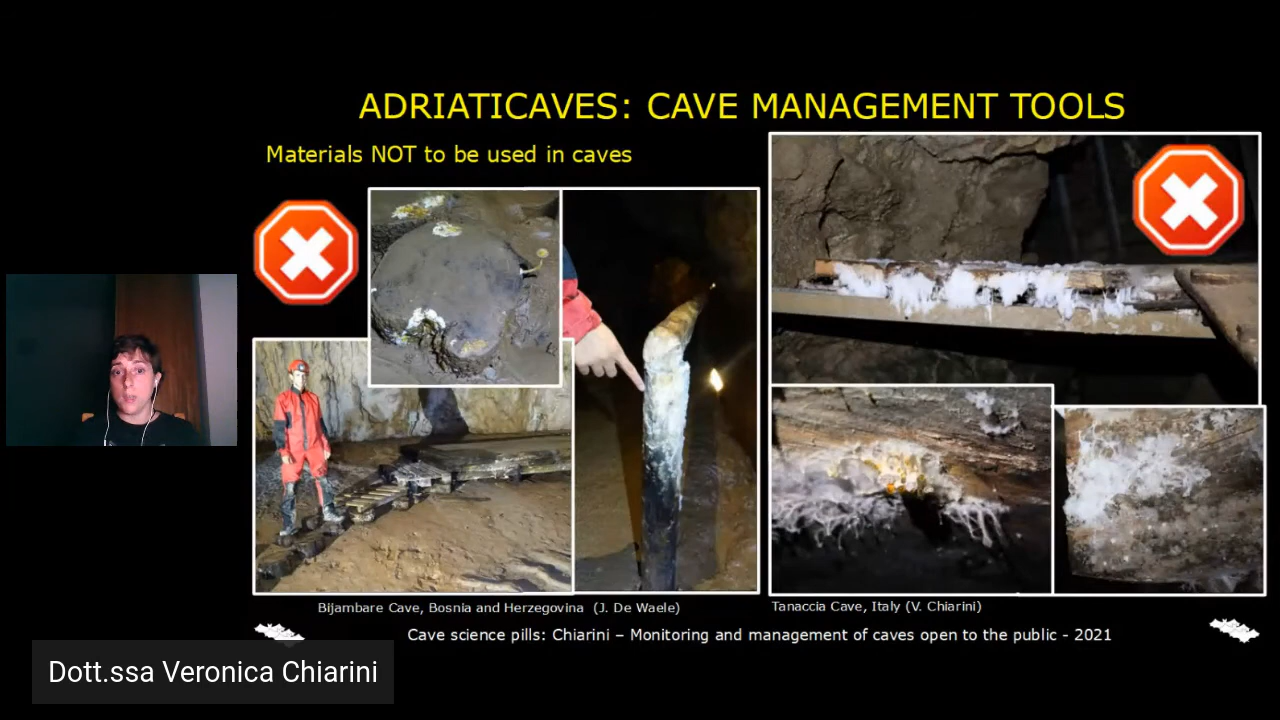 ADRIATICAVES: CAVE MANAGEMENT TOOLS
Materials NOT to be used in caves
Bijambare Cave, Bosnia and Herzegovina (J. De Waele)
Tanaccia Cave, Italy (V. Chiarini)
Cave science pills: Chiarini – Monitoring and management of caves open to the public - 2021
Dott.ssa Veronica Chiarini